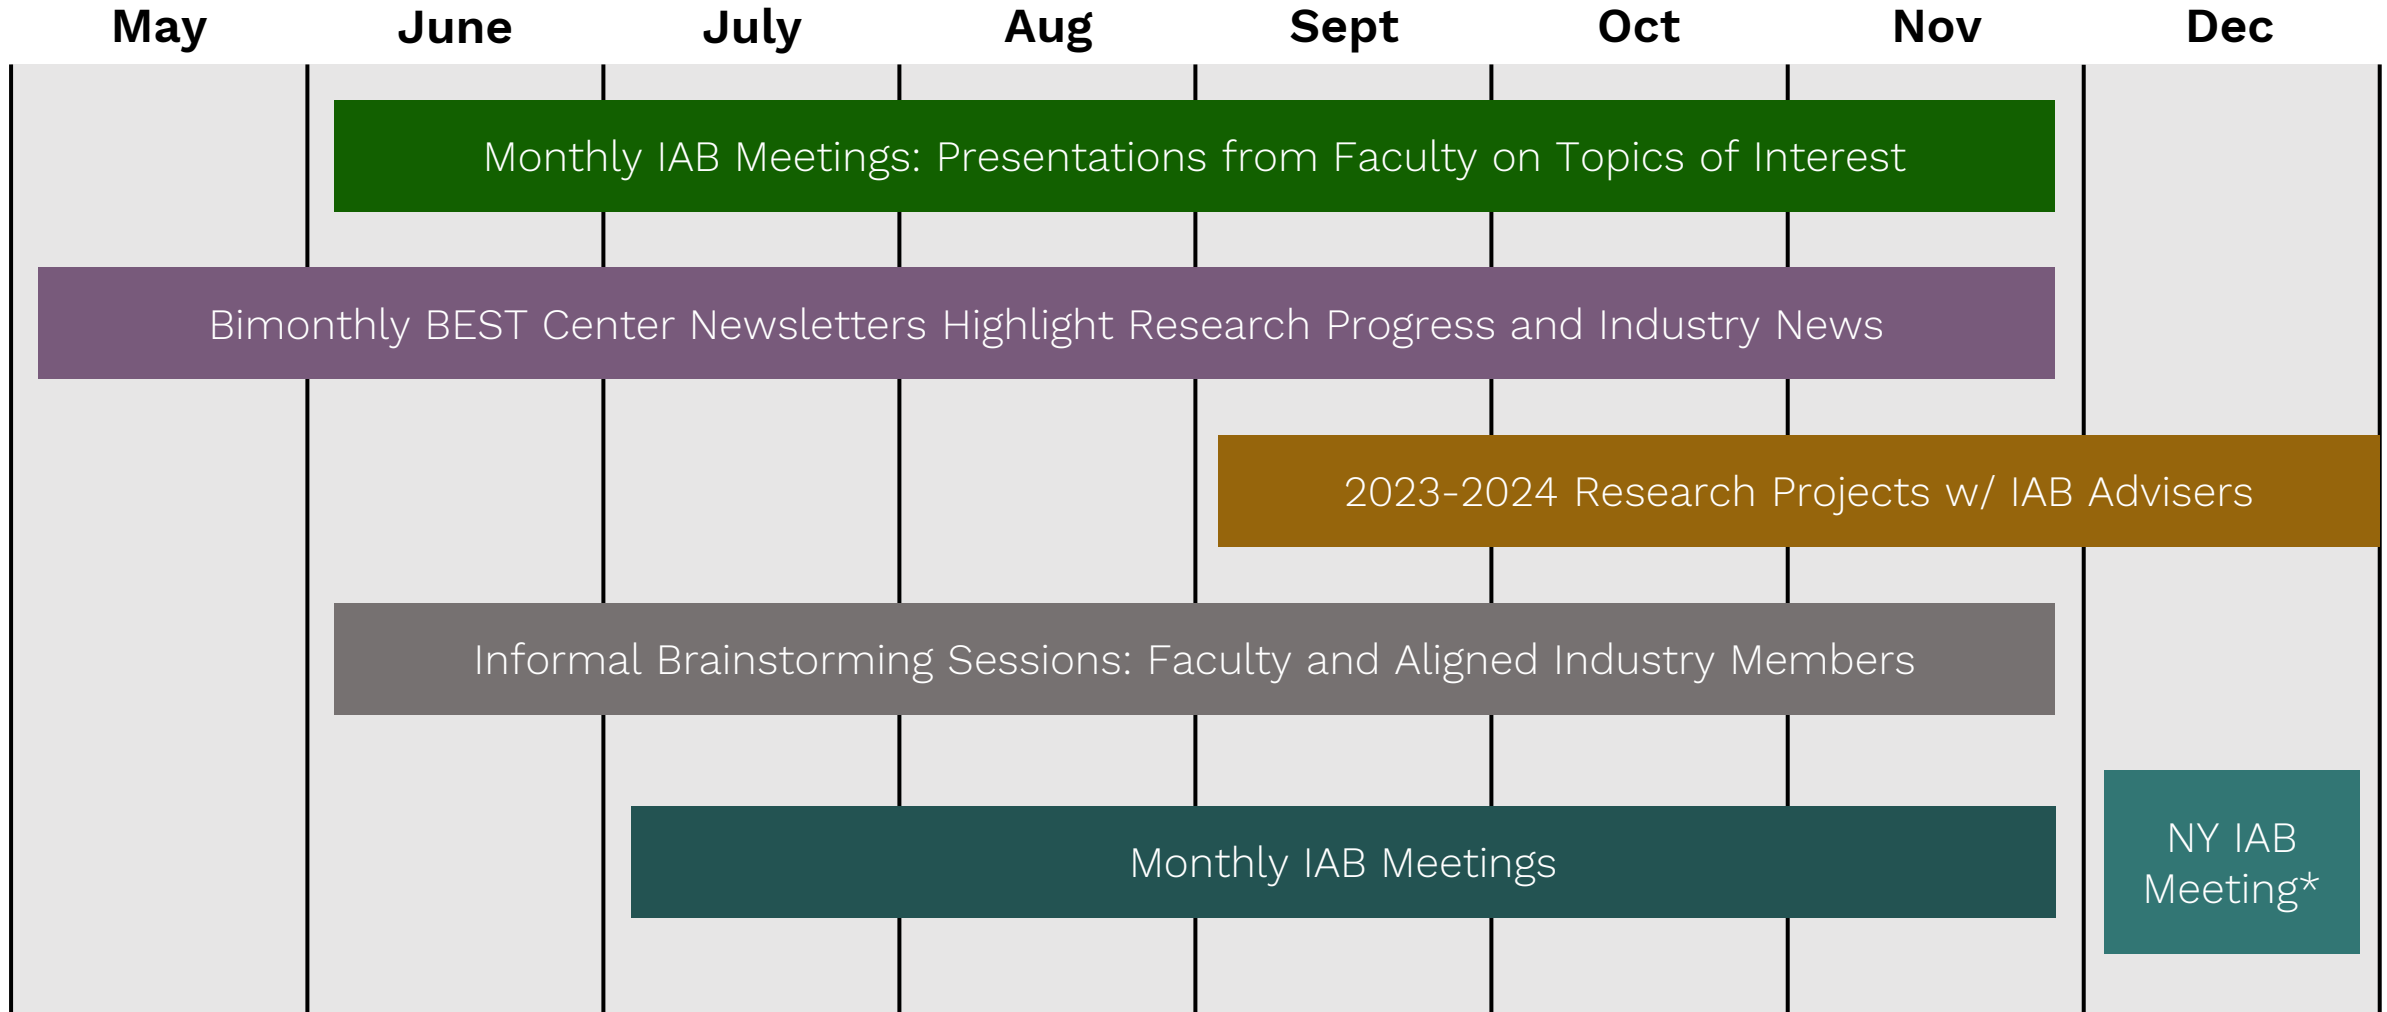 May June July Aug Sept Oct Nov Dec
Monthly IAB Meetings: Presentations from Faculty on Topics of Interest
Bimonthly BEST Center Newsletters Highlight Research Progress and Industry News
2023-2024 Research Projects w/ IAB Advisers
Informal Brainstorming Sessions: Faculty and Aligned Industry Members
Monthly IAB Meetings
NY IAB
Meeting*